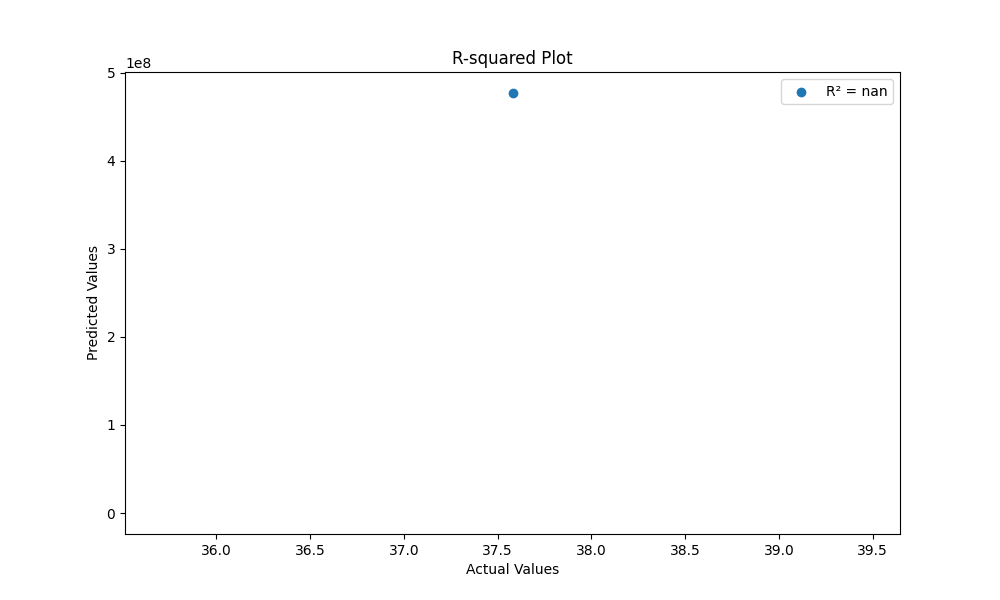 R-squared Plot
1e8
R² = nan
5
4
3
2
1
0
Predicted Values
36.0 36.5 37.0 37.5 38.0 38.5 39.0 39.5
Actual Values